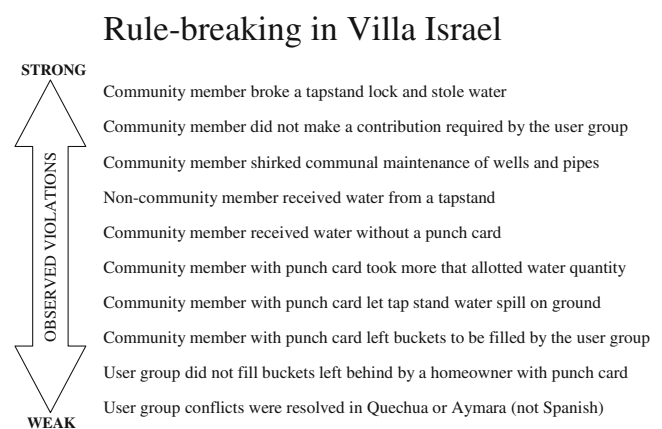 Rule-breaking in Villa Israel
STRONG
Community member broke a tapstand lock and stole water
Community member did not make a contribution required by the user group
Community member shirked communal maintenance of wells and pipes
Non-community member received water from a tapstand
Community member received water without a punch card
Community member with punch card took more that allotted water quantity
Community member with punch card let tap stand water spill on ground
Community member with punch card left buckets to be filled by the user group
User group did not fill buckets left behind by a homeowner with punch card
User group conflicts were resolved in Quechua or Aymara (not Spanish)
OBSERVED VIOLATIONS
WEAK